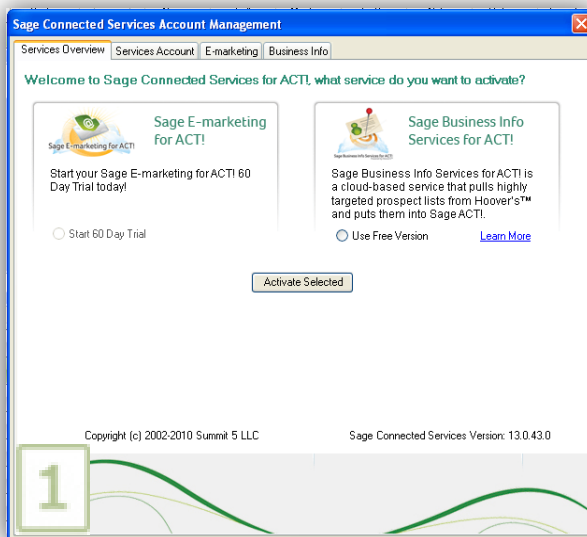 Sage Connected Services Account Management
Services Overview Services Account E-marketing Business Info
Welcome to Sage Connected Services for ACT!, what service do you want to activate?
Sage E-marketing for ACT!
Sage E-marketing
for ACT!
Start your Sage E-marketing for ACT! 60
Day Trial today!
Start 60 Day Trial
Sage Business Info Services for ACT!
Sage Business Info
Services for ACT!
Sage Business Info Services for ACT! is
a cloud-based service that pulls highly
targeted prospect lists from Hoover's™
and puts them into Sage ACT!.
Use Free Version Learn More
Activate Selected
Copyright (c) 2002-2010 Summit 5 LLC Sage Connected Services Version: 13.0.43.0
1